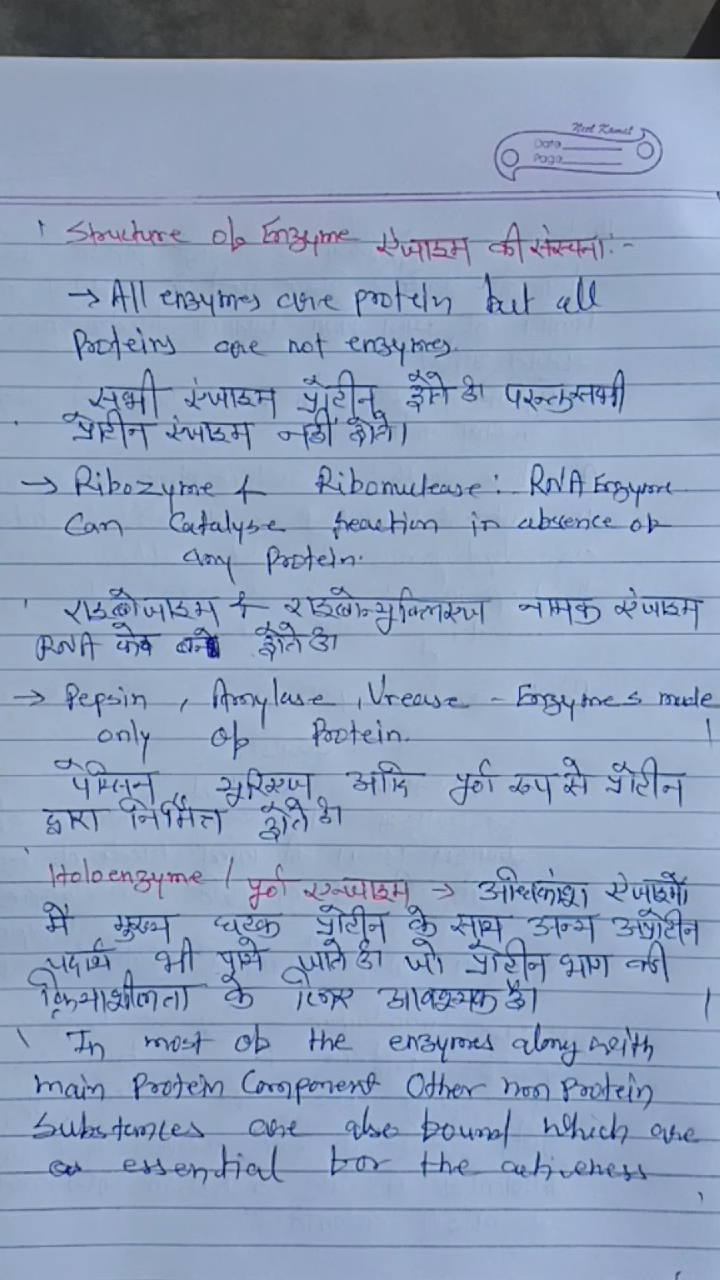 Neel Kamal
Date
Page
Structure of Enzyme एंजाइम की संरचना :-
→ All enzymes are protein but all
Proteins are not enzymes.
सभी एंजाइम प्रोटीन होते है परन्तु सभी
प्रोटीन एंजाइम नही होते।
→ Ribozyme & Ribonuclease : RNA Enzyme
Can Catalyse reaction in absence of
any Protein.
राइबोजाइम & राइबोन्युक्लिएज नामक एंजाइम
RNA के बने होते है
→ Pepsin , Amylase , Urease - Enzymes made
only of Protein.
पेप्सिन , यूरिएज आदि पूर्ण रूप से प्रोटीन
द्वारा निर्मित होते है।
Holoenzyme / पूर्ण एन्जाइम → अधिकांश एंजाइमों
में मुख्य घटक प्रोटीन के साथ अन्य अप्रोटीन
पदार्थ भी पाये जाते है जो प्रोटीन भाग की
क्रियाशीलता के लिए आवश्यक है।
In most of the enzymes along with
main Protein Component Other non Protein
Substances are also bound which are
essential for the activeness